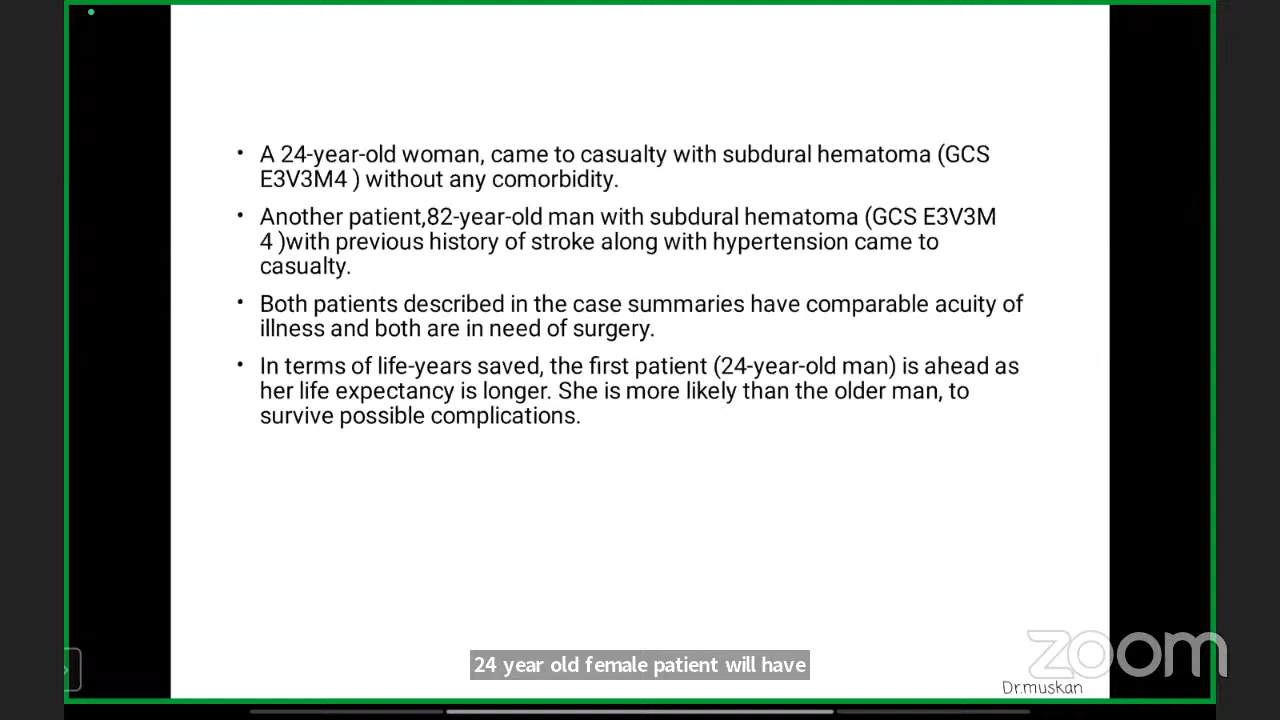 • A 24-year-old woman, came to casualty with subdural hematoma (GCS
E3V3M4 ) without any comorbidity.
• Another patient,82-year-old man with subdural hematoma (GCS E3V3M
4 )with previous history of stroke along with hypertension came to
casualty.
• Both patients described in the case summaries have comparable acuity of
illness and both are in need of surgery.
• In terms of life-years saved, the first patient (24-year-old man) is ahead as
her life expectancy is longer. She is more likely than the older man, to
survive possible complications.
24 year old female patient will have
zoom
Dr.muskan